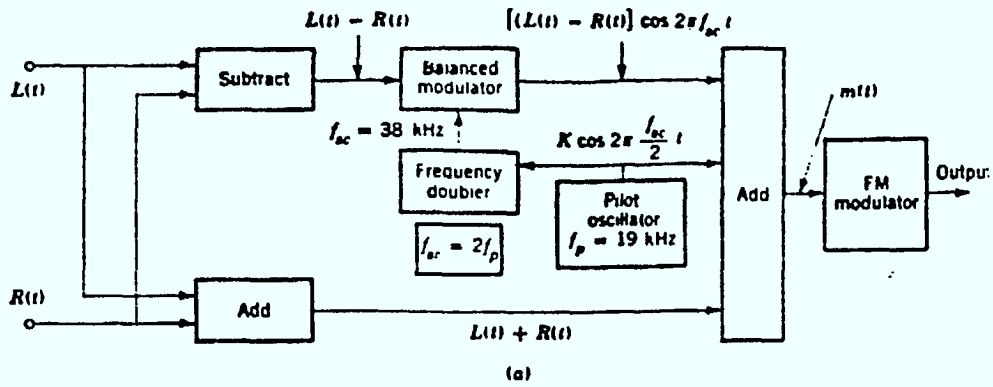 L(t) − R(t)
[(L(t) − R(t)] cos 2π f_sc t
L(t)
Subtract
Balanced
modulator
m(t)
f_sc = 38 kHz
K cos 2π f_sc/2 t
Frequency
doubler
Pilot
oscillator
f_p = 19 kHz
Add
FM
modulator
Output
f_sc = 2f_p
R(t)
Add
L(t) + R(t)
(a)